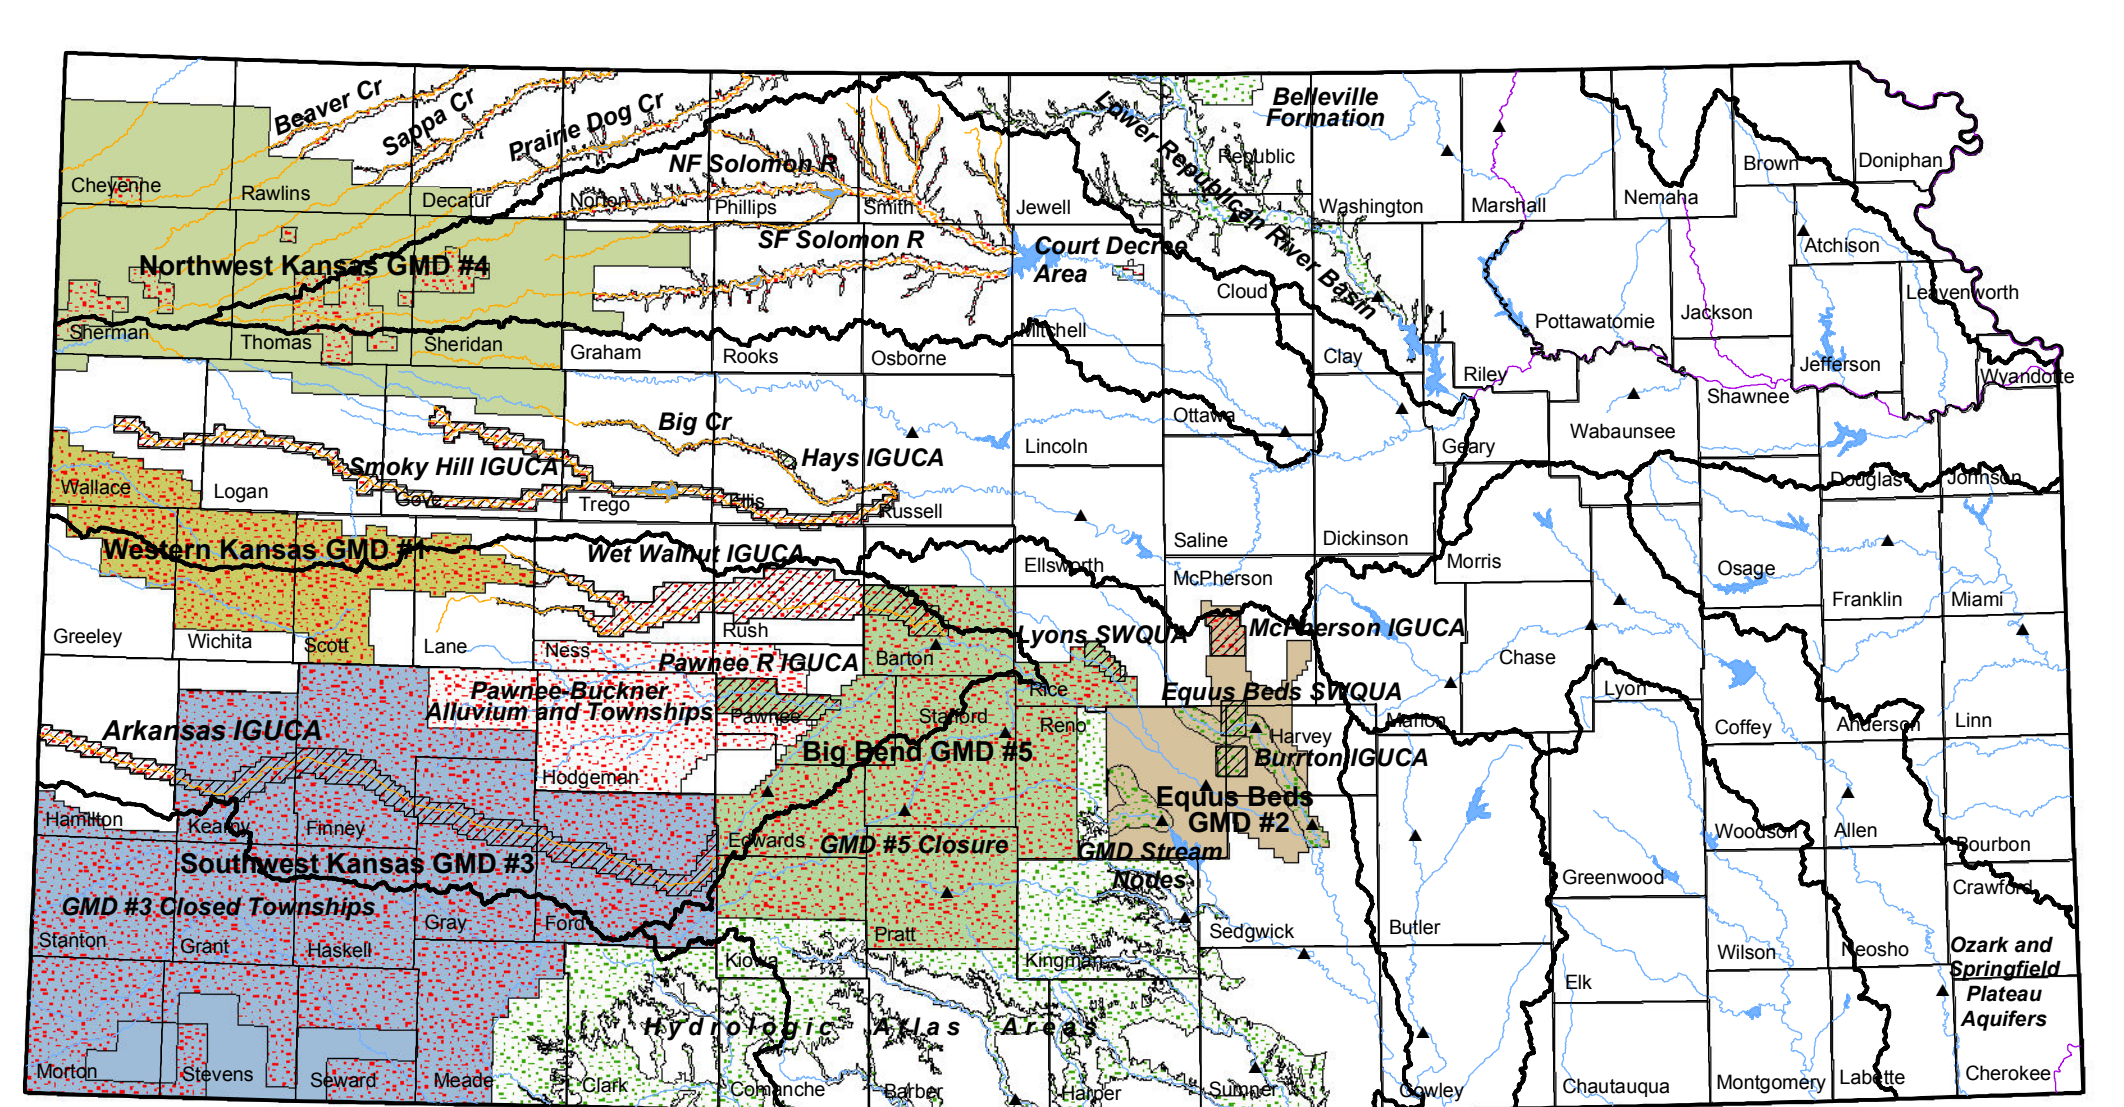 Beaver Cr
Sappa Cr
Prairie Dog Cr
Lower Republican River Basin
Belleville
Formation
Republic
Cheyenne
Rawlins
Decatur
Norton
NF Solomon R
Phillips
Smith
Jewell
Washington
Marshall
Nemaha
Brown
Doniphan
Atchison
Northwest Kansas GMD #4
SF Solomon R
Court Decree
Area
Cloud
Sherman
Thomas
Sheridan
Graham
Rooks
Osborne
Mitchell
Clay
Riley
Pottawatomie
Jackson
Jefferson
Leavenworth
Wyandotte
Shawnee
Big Cr
Hays IGUCA
Smoky Hill IGUCA
Wallace
Logan
Gove
Trego
Ellis
Russell
Lincoln
Ottawa
Saline
Dickinson
Geary
Wabaunsee
Douglas
Johnson
Western Kansas GMD #1
Wet Walnut IGUCA
Ellsworth
McPherson
Morris
Osage
Franklin
Miami
Greeley
Wichita
Scott
Lane
Ness
Rush
Barton
Lyons SWQUA
McPherson IGUCA
Chase
Lyon
Pawnee R IGUCA
Pawnee-Buckner
Alluvium and Townships
Pawnee
Stafford
Rice
Reno
Equus Beds SWQUA
Harvey
Marion
Coffey
Anderson
Linn
Arkansas IGUCA
Hodgeman
Big Bend GMD #5
Burrton IGUCA
Equus Beds
GMD #2
Hamilton
Kearny
Finney
Edwards
GMD #5 Closure
GMD Stream
Nodes
Woodson
Allen
Bourbon
Southwest Kansas GMD #3
GMD #3 Closed Townships
Stanton
Grant
Haskell
Gray
Ford
Pratt
Kiowa
Kingman
Sedgwick
Butler
Greenwood
Wilson
Neosho
Crawford
Elk
Ozark and
Springfield
Plateau
Aquifers
Hydrologic Atlas Areas
Morton
Stevens
Seward
Meade
Clark
Comanche
Barber
Harper
Sumner
Cowley
Chautauqua
Montgomery
Labette
Cherokee